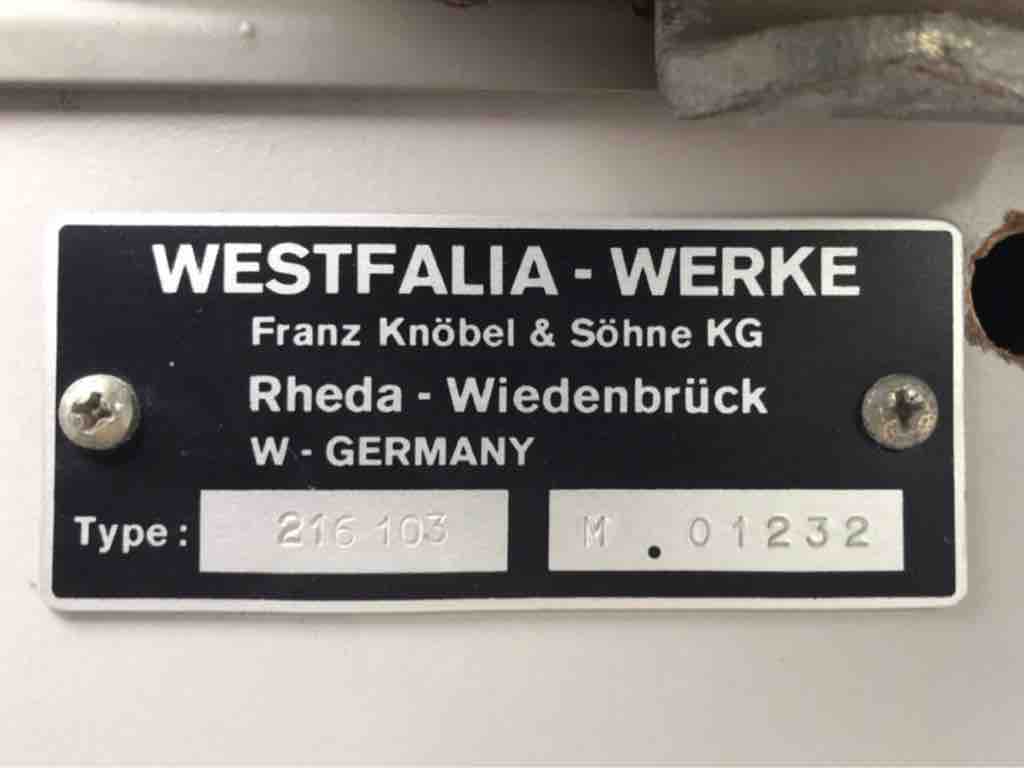 WESTFALIA - WERKE
Franz Knöbel & Söhne KG
Rheda - Wiedenbrück
W - GERMANY
Type: 216 103 M . 01232